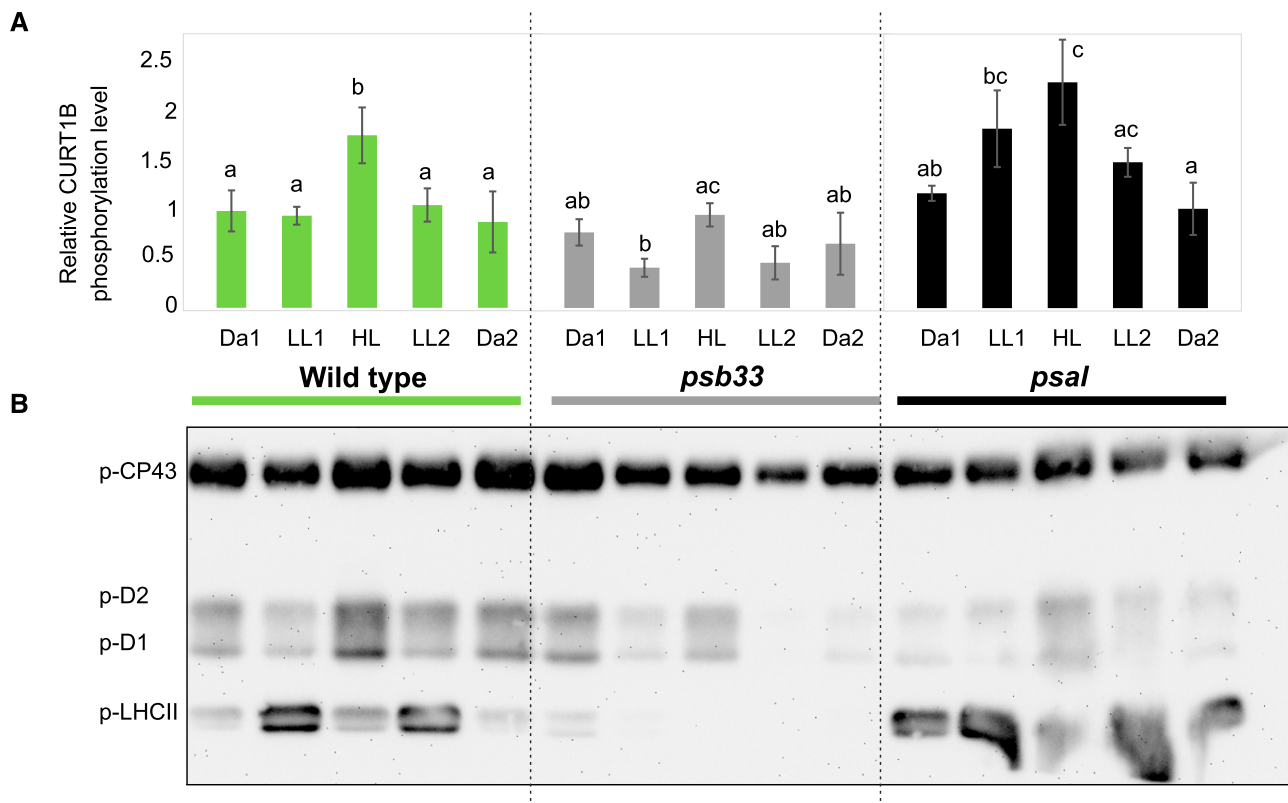 A
Relative CURT1B
phosphorylation level
2.5
2
1.5
1
0.5
0
a
a
b
a
a
ab
b
ac
ab
ab
ab
bc
c
ac
a
Da1 LL1 HL LL2 Da2 Da1 LL1 HL LL2 Da2 Da1 LL1 HL LL2 Da2
Wild type psb33 psal
B
p-CP43
p-D2
p-D1
p-LHCII